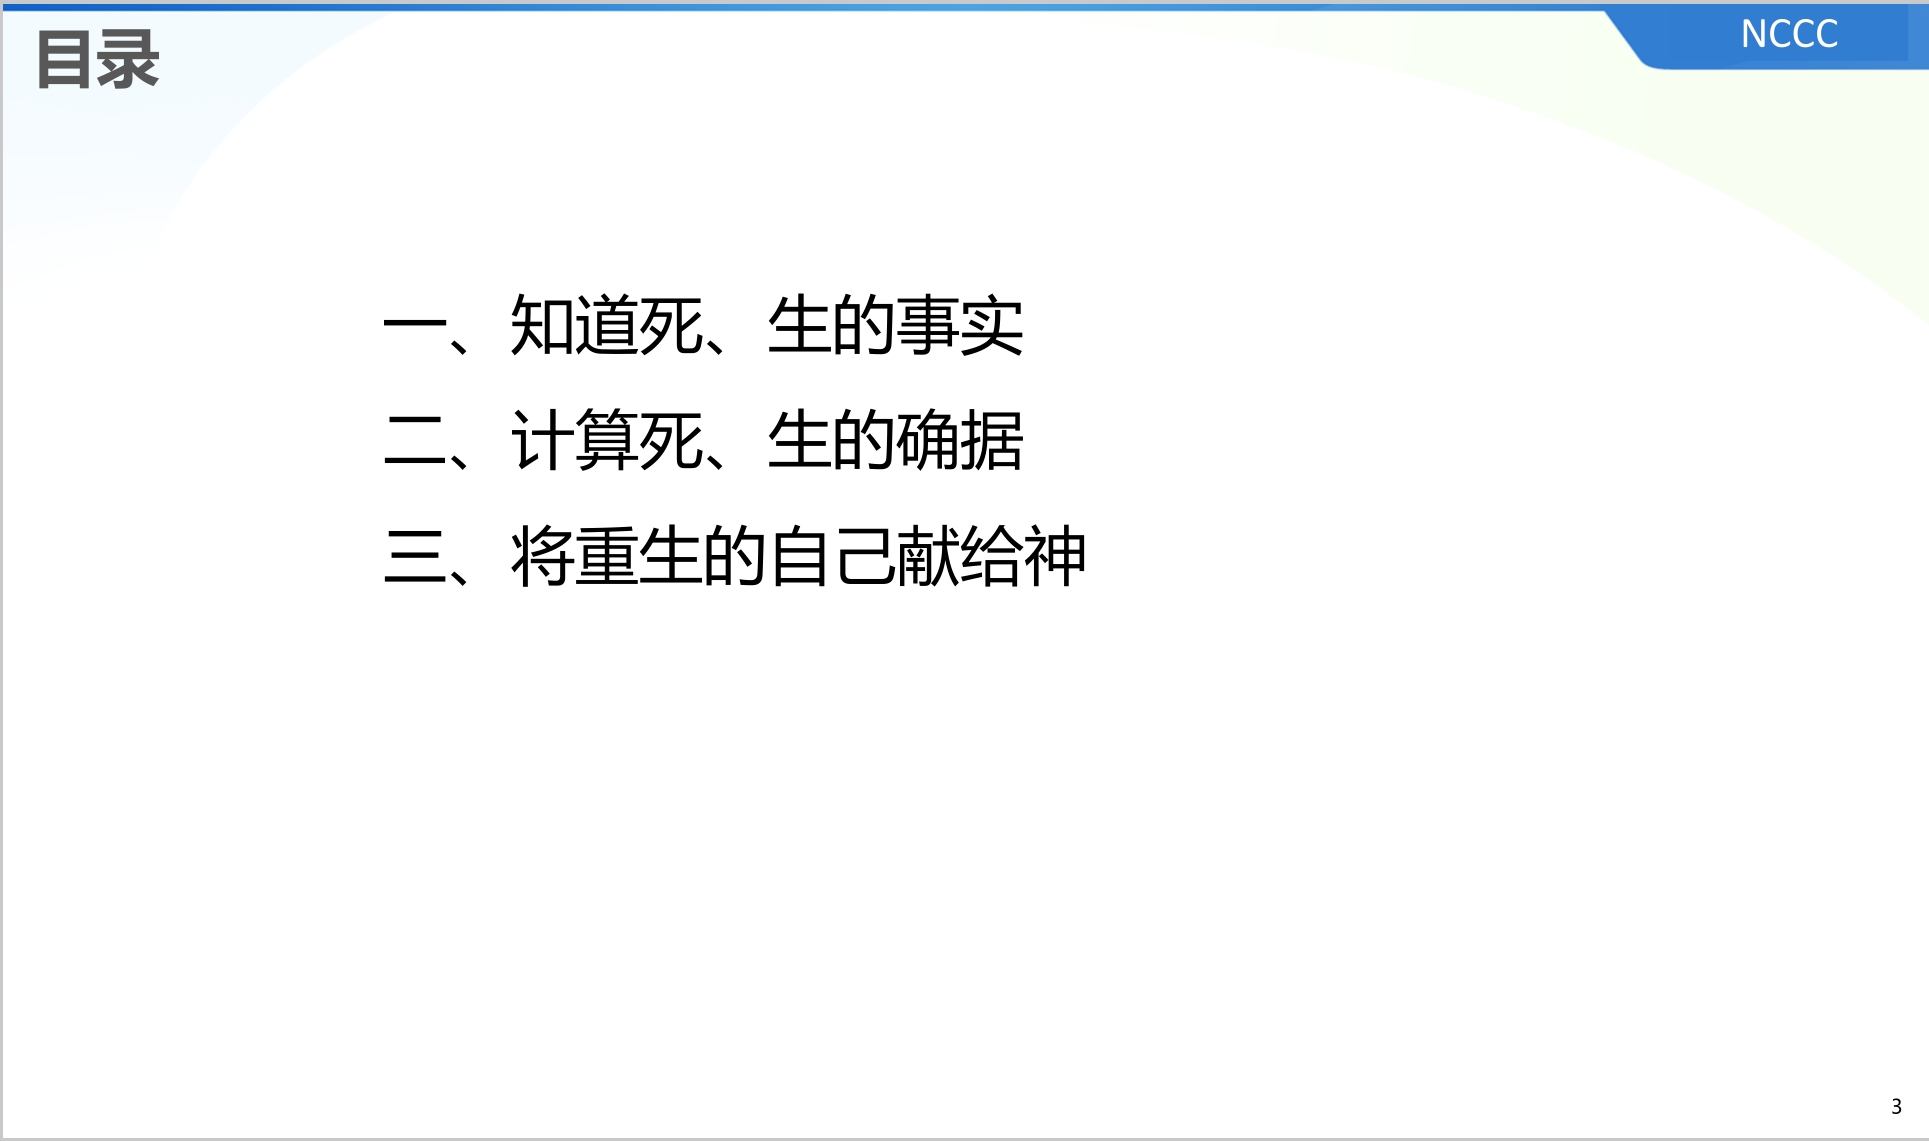 目录
NCCC
一、知道死、生的事实
二、计算死、生的确据
三、将重生的自己献给神
3